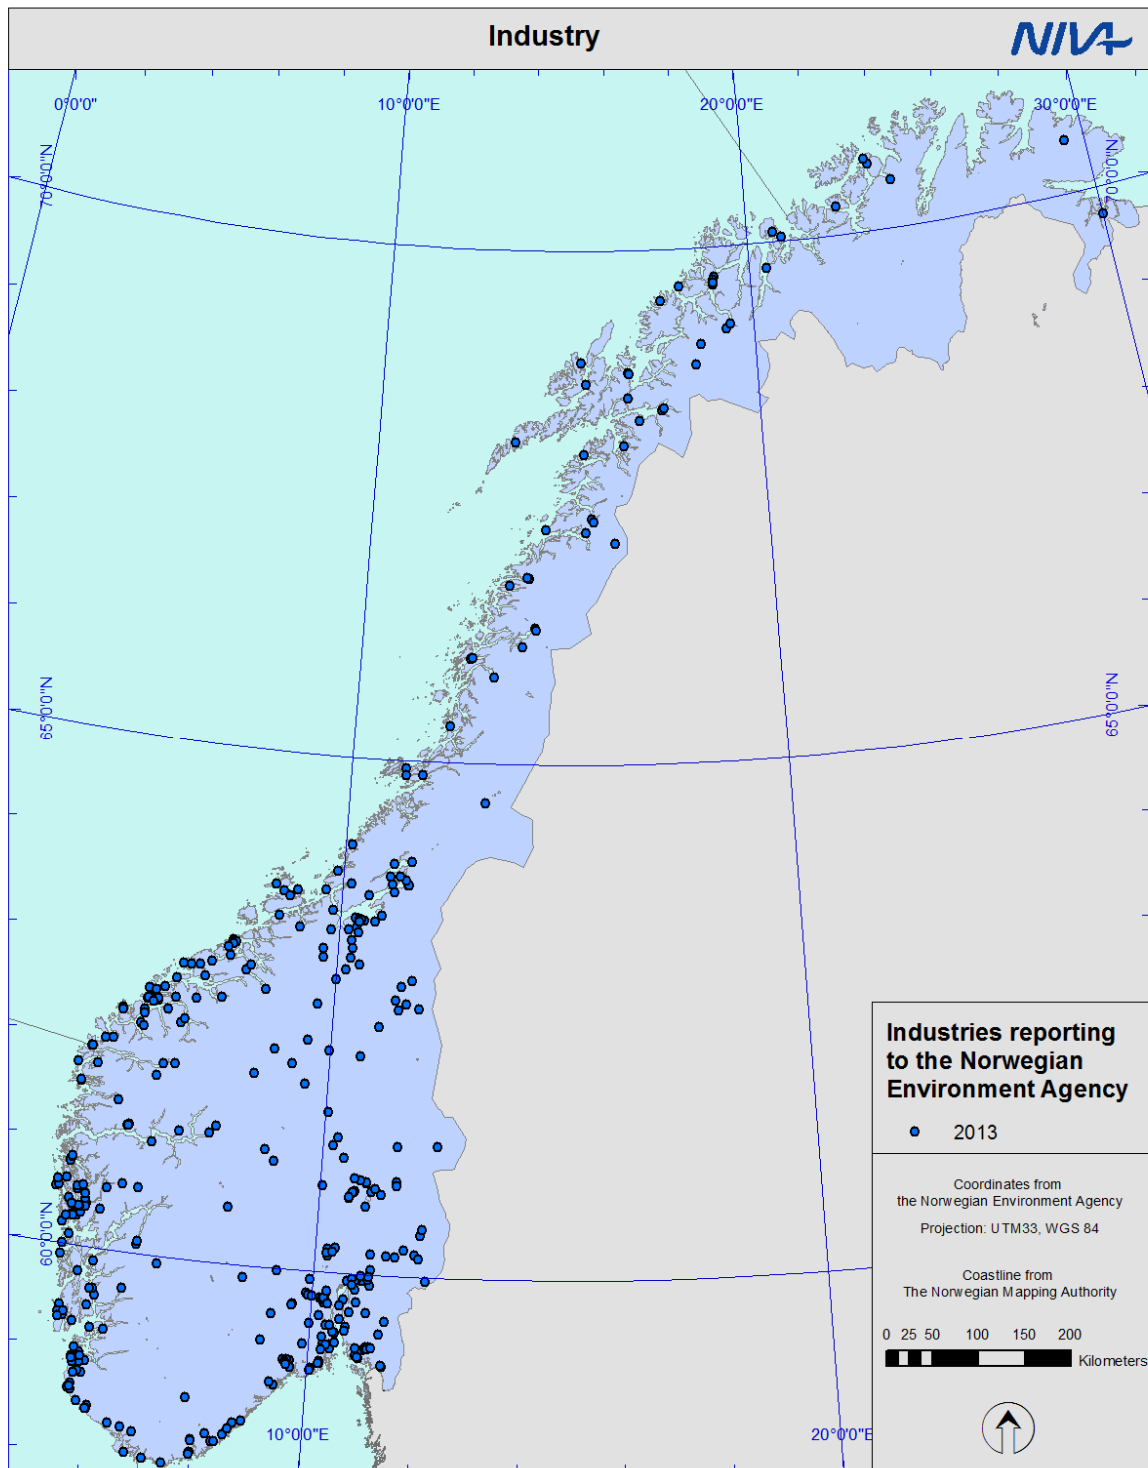 Industry
NIVA
0°0'0"
10°0'0"E
20°0'0"E
30°0'0"E
70°0'0"N
70°0'0"N
65°0'0"N
65°0'0"N
60°0'0"N
10°0'0"E
20°0'0"E
Industries reporting
to the Norwegian
Environment Agency
2013
Coordinates from
the Norwegian Environment Agency
Projection: UTM33, WGS 84
Coastline from
The Norwegian Mapping Authority
0 25 50 100 150 200
Kilometers